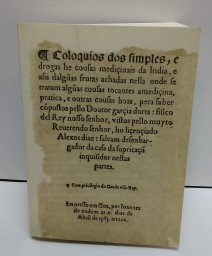 Coloquios dos simples, e
drogas he cousas mediçinais da India, e
assi dalgũas frutas achadas nella onde se
tratam algũas cousas tocantes amediçina,
pratica, e outras cousas boas, pera saber
cõpostos pello Doutor garçia dorta: fisico
del Rey nosso senhor, vistos pello muyto
Reverendo senhor, ho liçençiado
Alexos diaz: falcam desenbar-
gador da casa da supricaçã
inquisidor nestas
partes.
¶ Com privilegio do Conde viso Rey.
Impresso em Goa, por Ioannes
de endem as x. dias de
Abril de 1563. annos.